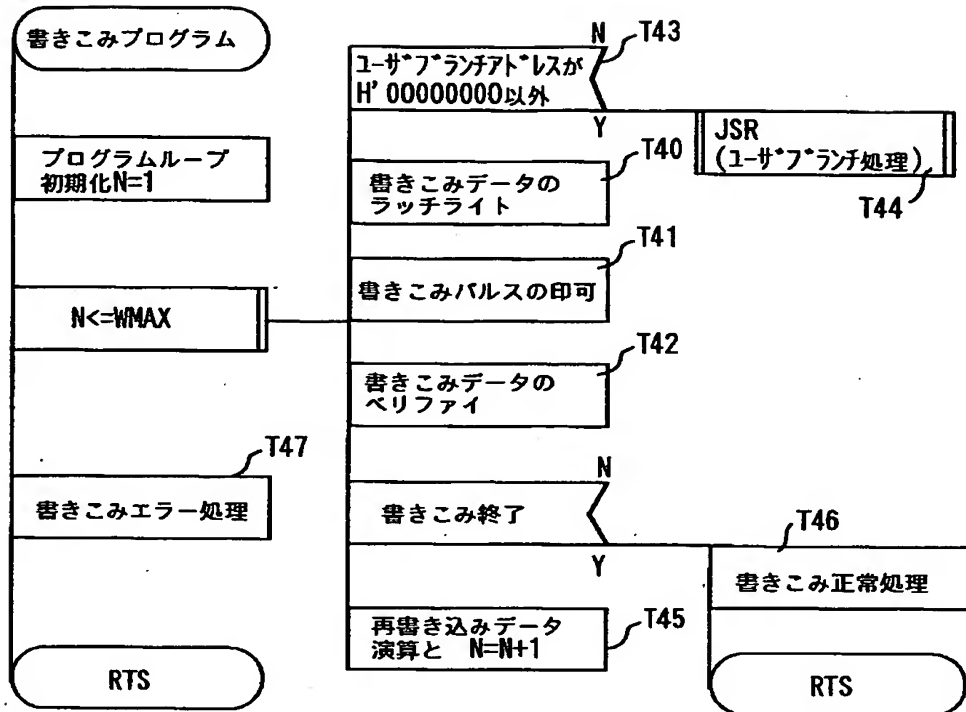 書きこみプログラム
プログラムループ
初期化N=1
N<=WMAX
T47
書きこみエラー処理
RTS
N
T43
ユーザブランチアドレスが
H'00000000以外
Y
JSR
(ユーザブランチ処理)
T44
T40
書きこみデータの
ラッチライト
T41
書きこみパルスの印可
T42
書きこみデータの
ベリファイ
N
書きこみ終了
Y
T46
書きこみ正常処理
T45
再書き込みデータ
演算と N=N+1
RTS